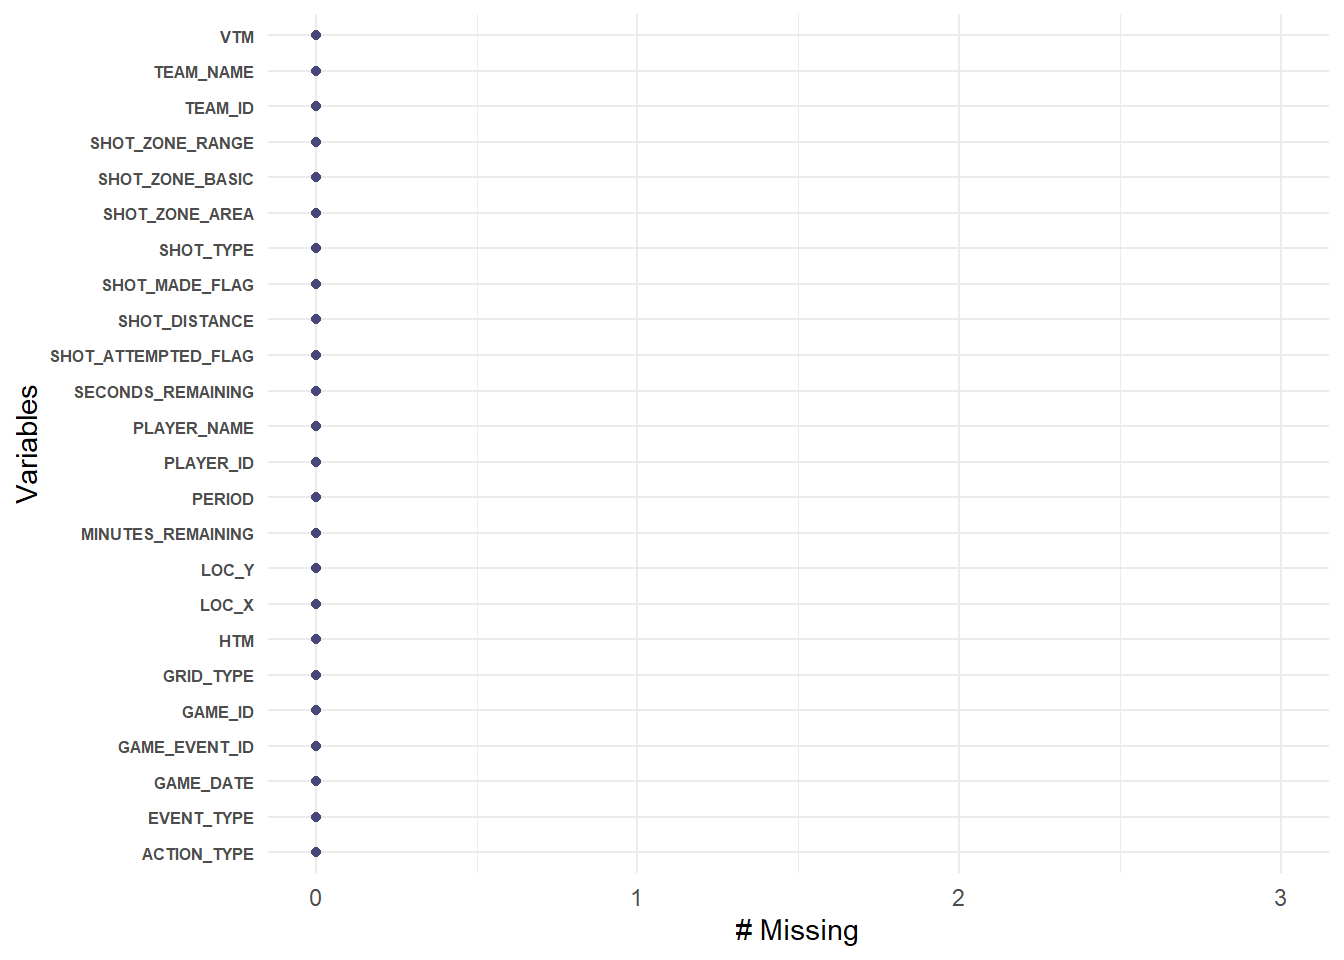 VTM
TEAM_NAME
TEAM_ID
SHOT_ZONE_RANGE
SHOT_ZONE_BASIC
SHOT_ZONE_AREA
SHOT_TYPE
SHOT_MADE_FLAG
SHOT_DISTANCE
SHOT_ATTEMPTED_FLAG
SECONDS_REMAINING
PLAYER_NAME
PLAYER_ID
PERIOD
MINUTES_REMAINING
LOC_Y
LOC_X
HTM
GRID_TYPE
GAME_ID
GAME_EVENT_ID
GAME_DATE
EVENT_TYPE
ACTION_TYPE
Variables
0 1 2 3
# Missing